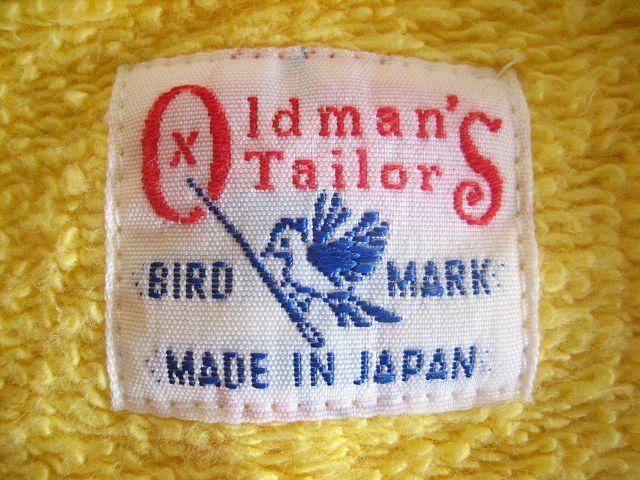 Oldman's
Tailor
x
BIRD MARK
MADE IN JAPAN